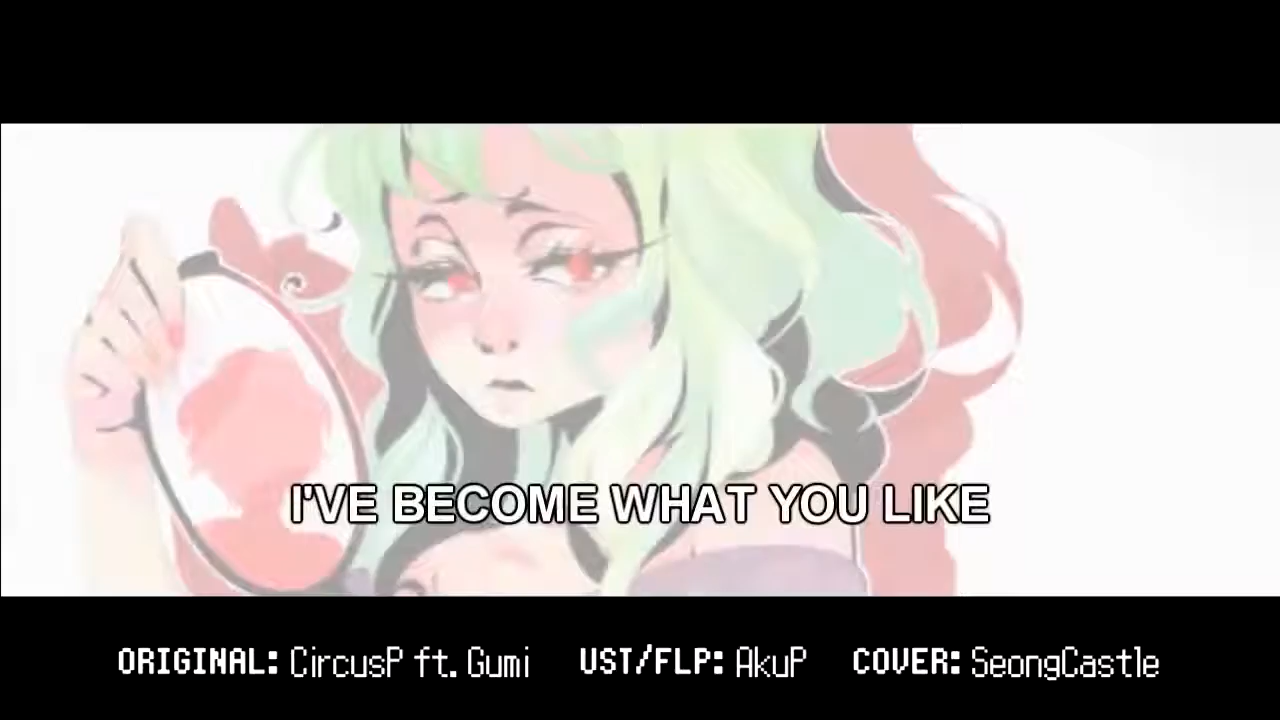 I'VE BECOME WHAT YOU LIKE
ORIGINAL: CircusP ft. Gumi UST/FLP: AkuP COVER: SeongCastle